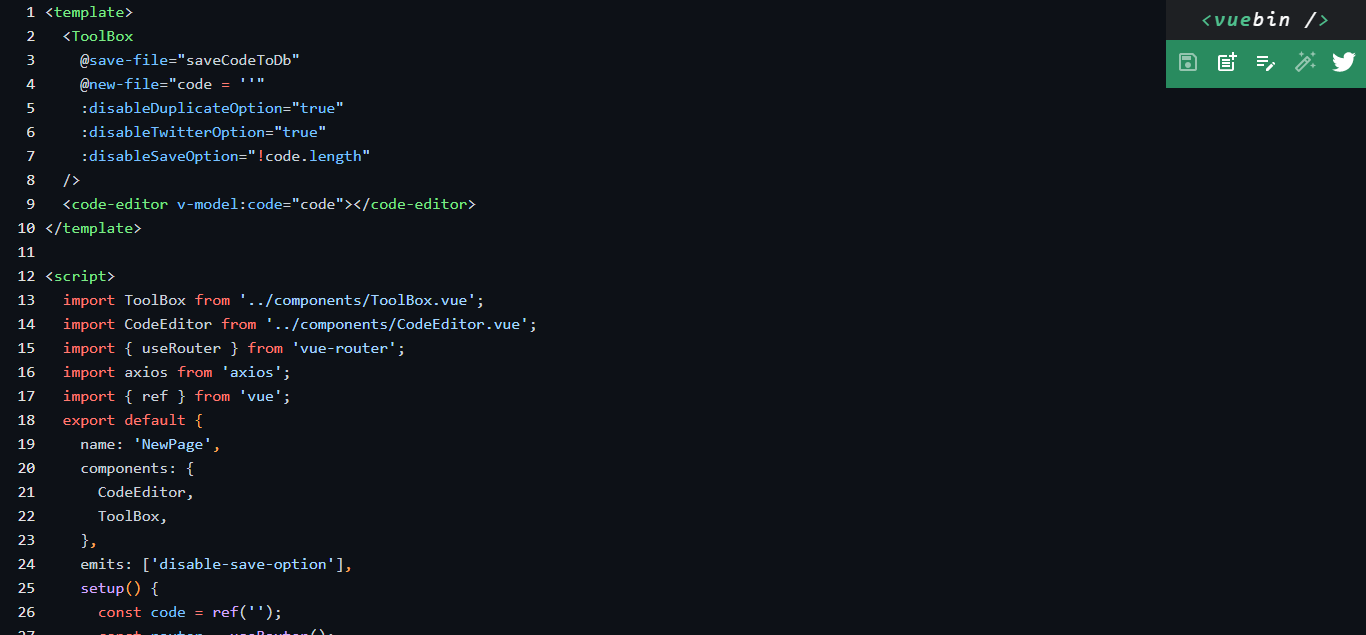 1 <template>
2   <ToolBox
3     @save-file="saveCodeToDb"
4     @new-file="code = ''"
5     :disableDuplicateOption="true"
6     :disableTwitterOption="true"
7     :disableSaveOption="!code.length"
8   />
9   <code-editor v-model:code="code"></code-editor>
10 </template>
11
12 <script>
13   import ToolBox from '../components/ToolBox.vue';
14   import CodeEditor from '../components/CodeEditor.vue';
15   import { useRouter } from 'vue-router';
16   import axios from 'axios';
17   import { ref } from 'vue';
18   export default {
19     name: 'NewPage',
20     components: {
21       CodeEditor,
22       ToolBox,
23     },
24     emits: ['disable-save-option'],
25     setup() {
26       const code = ref('');
27       const router = useRouter();
<vuebin />